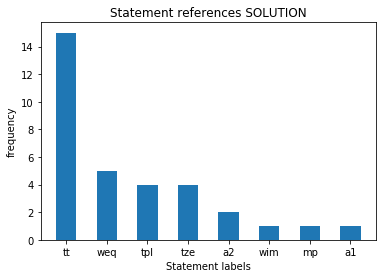 Statement references SOLUTION
frequency
14
12
10
8
6
4
2
0
tt weq tpl tze a2 wim mp a1
Statement labels